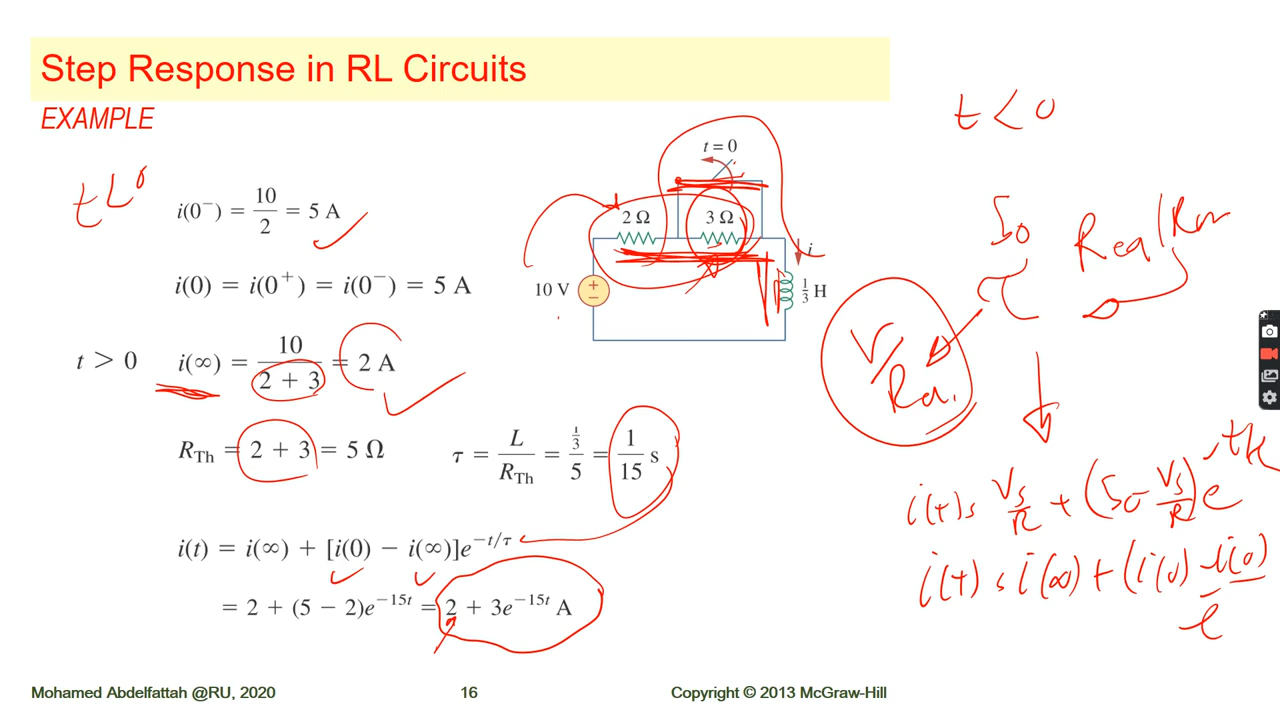 Step Response in RL Circuits
EXAMPLE
t < 0
t < 0
i(0⁻) = 10/2 = 5 A
i(0) = i(0⁺) = i(0⁻) = 5 A
t > 0 i(∞) = 10/(2 + 3) = 2 A
R_Th = 2 + 3 = 5 Ω
τ = L/R_Th = (1/3)/5 = 1/15 s
i(t) = i(∞) + [i(0) − i(∞)]e^(−t/τ)
= 2 + (5 − 2)e^(−15t) = 2 + 3e^(−15t) A
t = 0
2 Ω
3 Ω
i
10 V
+
−
1/3 H
I₀
τ
V/R
i(t) = Vs/R + (I₀ − Vs/R) e^(−t/τ)
i(t) = i(∞) + (i(0) −
Mohamed Abdelfattah @RU, 2020
16
Copyright © 2013 McGraw-Hill